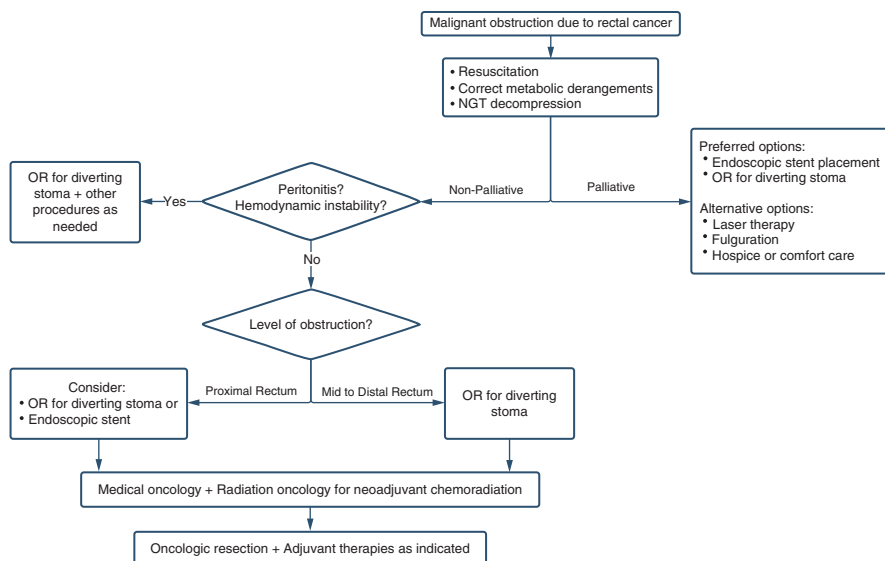 Malignant obstruction due to rectal cancer
• Resuscitation
• Correct metabolic derangements
• NGT decompression
Non-Palliative
Palliative
Preferred options:
• Endoscopic stent placement
• OR for diverting stoma
Alternative options:
• Laser therapy
• Fulguration
• Hospice or comfort care
Peritonitis?
Hemodynamic instability?
Yes
OR for diverting
stoma + other
procedures as
needed
No
Level of obstruction?
Proximal Rectum
Mid to Distal Rectum
Consider:
• OR for diverting stoma or
• Endoscopic stent
OR for diverting
stoma
Medical oncology + Radiation oncology for neoadjuvant chemoradiation
Oncologic resection + Adjuvant therapies as indicated